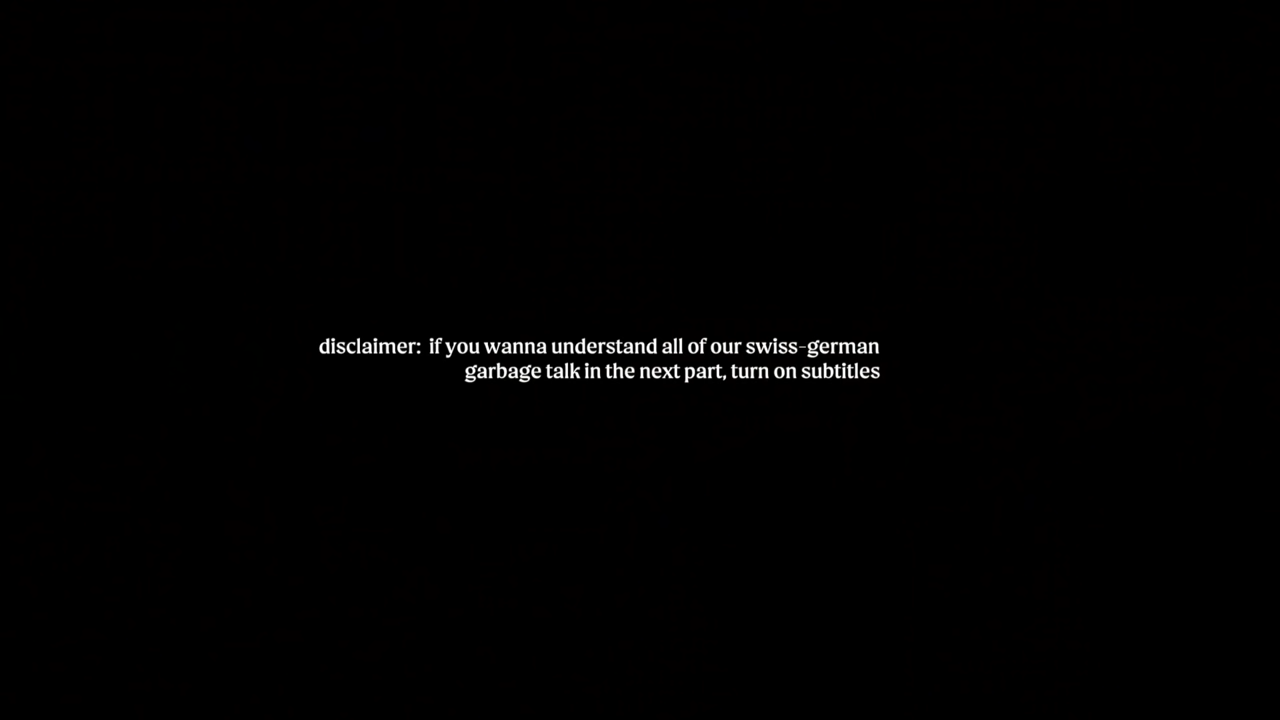 disclaimer: if you wanna understand all of our swiss-german
garbage talk in the next part, turn on subtitles